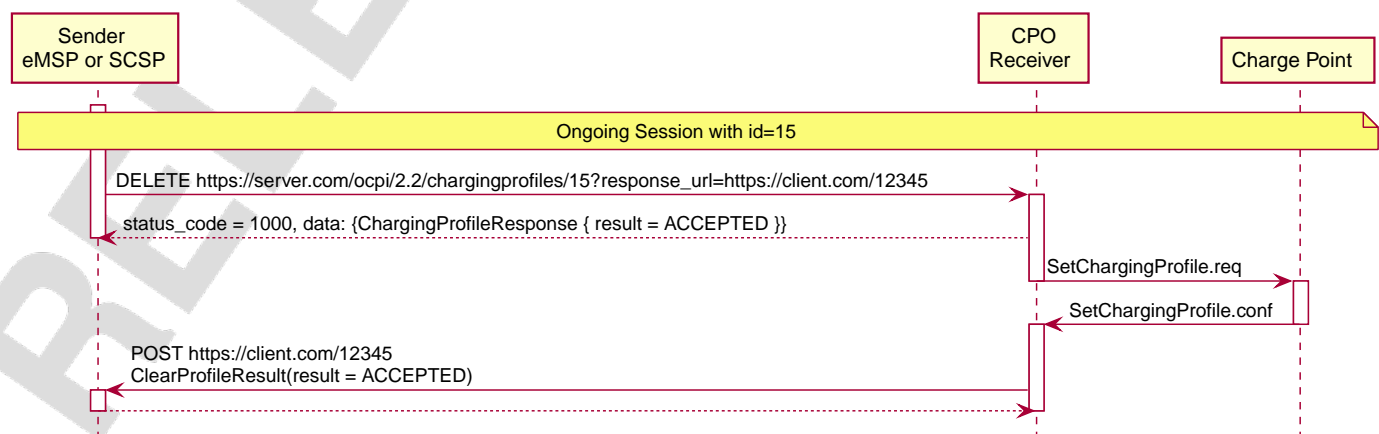 Sender
eMSP or SCSP
CPO
Receiver
Charge Point
Ongoing Session with id=15
DELETE https://server.com/ocpi/2.2/chargingprofiles/15?response_url=https://client.com/12345
status_code = 1000, data: {ChargingProfileResponse { result = ACCEPTED }}
SetChargingProfile.req
SetChargingProfile.conf
POST https://client.com/12345
ClearProfileResult(result = ACCEPTED)